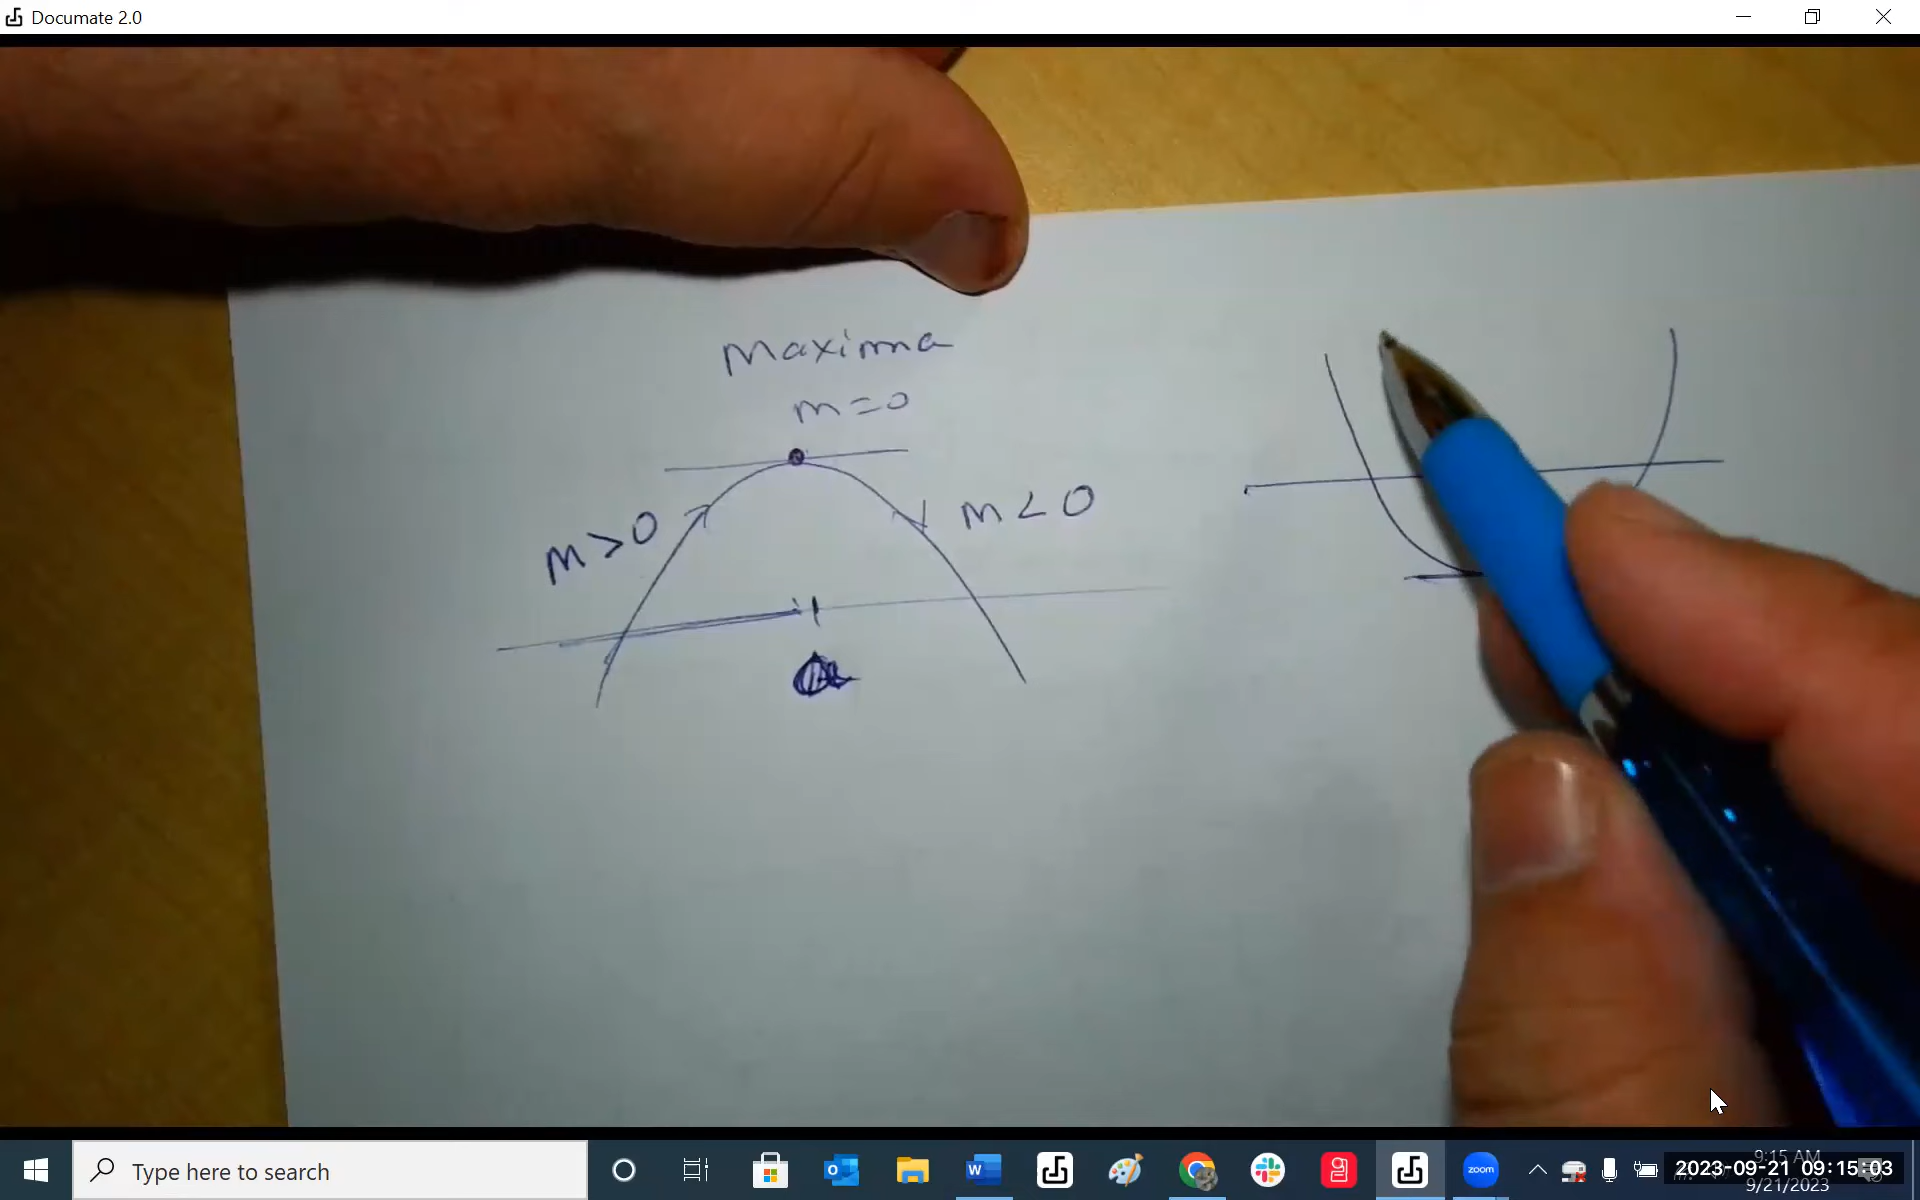 Documate 2.0
Maxima
m=0
m>0
m<0
Type here to search
zoom
9:15 AM
2023-09-21 09:15:03
9/21/2023